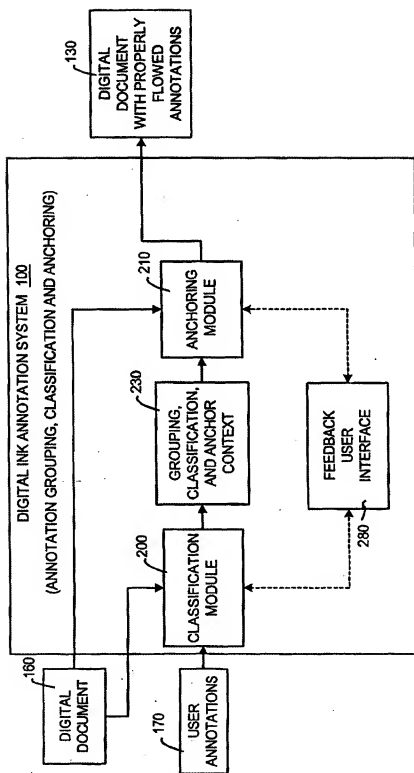 DIGITAL INK ANNOTATION SYSTEM 100
(ANNOTATION GROUPING, CLASSIFICATION AND ANCHORING)
160
DIGITAL
DOCUMENT
170
USER
ANNOTATIONS
200
CLASSIFICATION
MODULE
230
GROUPING,
CLASSIFICATION,
AND ANCHOR
CONTEXT
210
ANCHORING
MODULE
130
DIGITAL
DOCUMENT
WITH PROPERLY
FLOWED
ANNOTATIONS
FEEDBACK
USER
INTERFACE
280